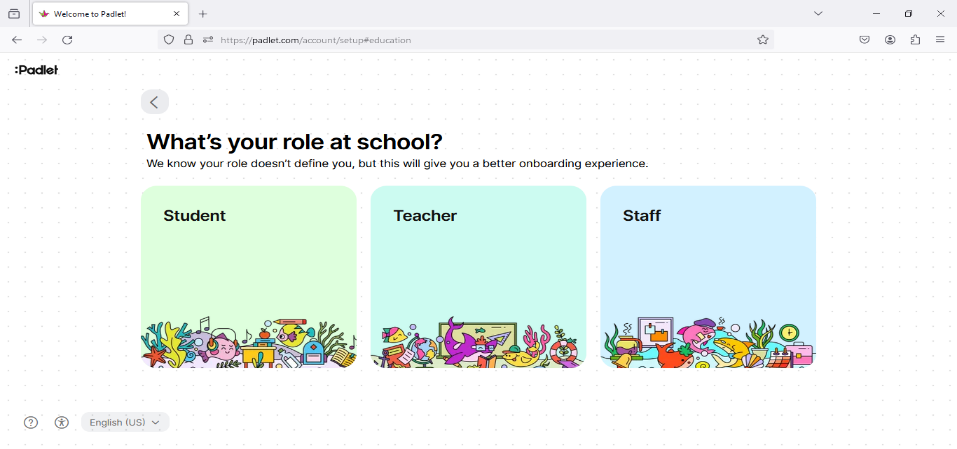 Welcome to Padlet!
https://padlet.com/account/setup#education
:Padlet
What's your role at school?
We know your role doesn't define you, but this will give you a better onboarding experience.
Student
Teacher
Staff
English (US)